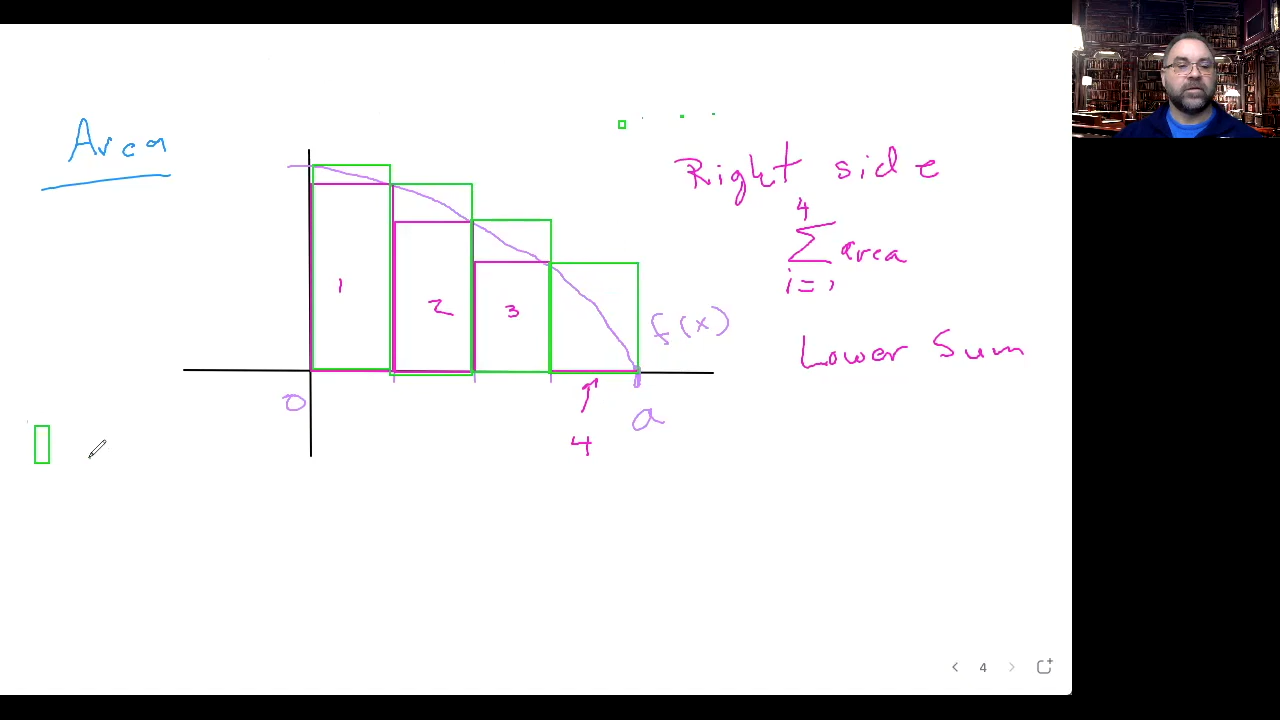 Area
Right side
4
Σ area
i = 1
1
2
3
f(x)
Lower Sum
0
a
4
4